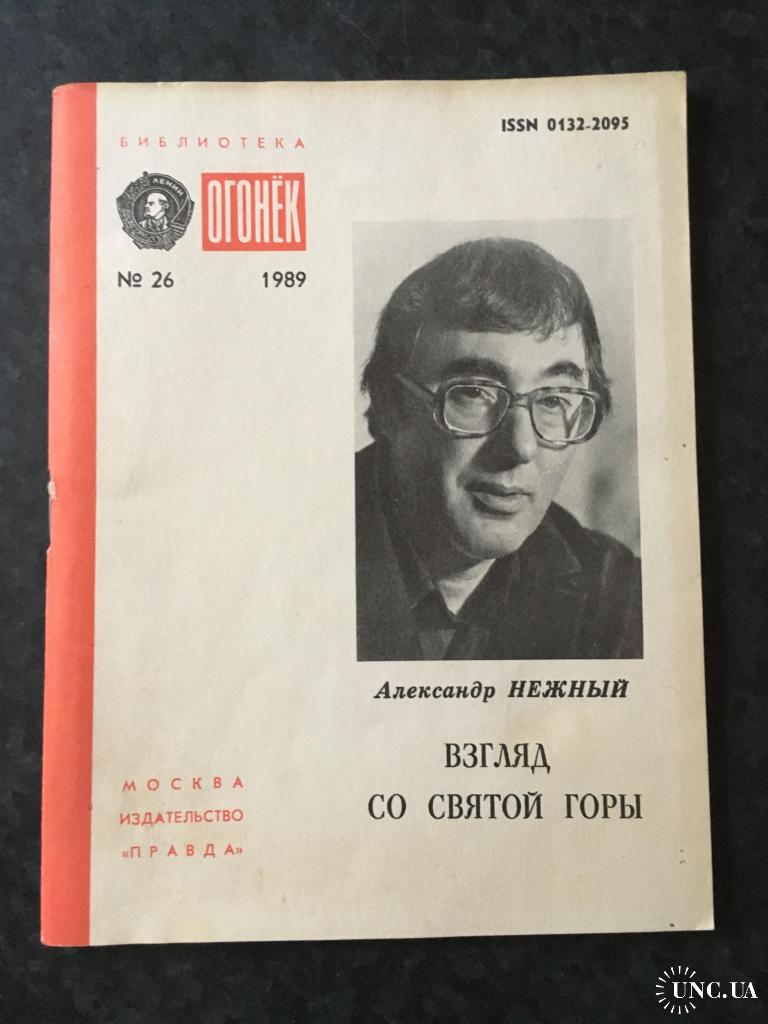 ISSN 0132-2095
БИБЛИОТЕКА
ЛЕНИН
ОГОНЁК
№ 26 1989
Александр НЕЖНЫЙ
ВЗГЛЯД
СО СВЯТОЙ ГОРЫ
МОСКВА
ИЗДАТЕЛЬСТВО
«ПРАВДА»
UNC.UA